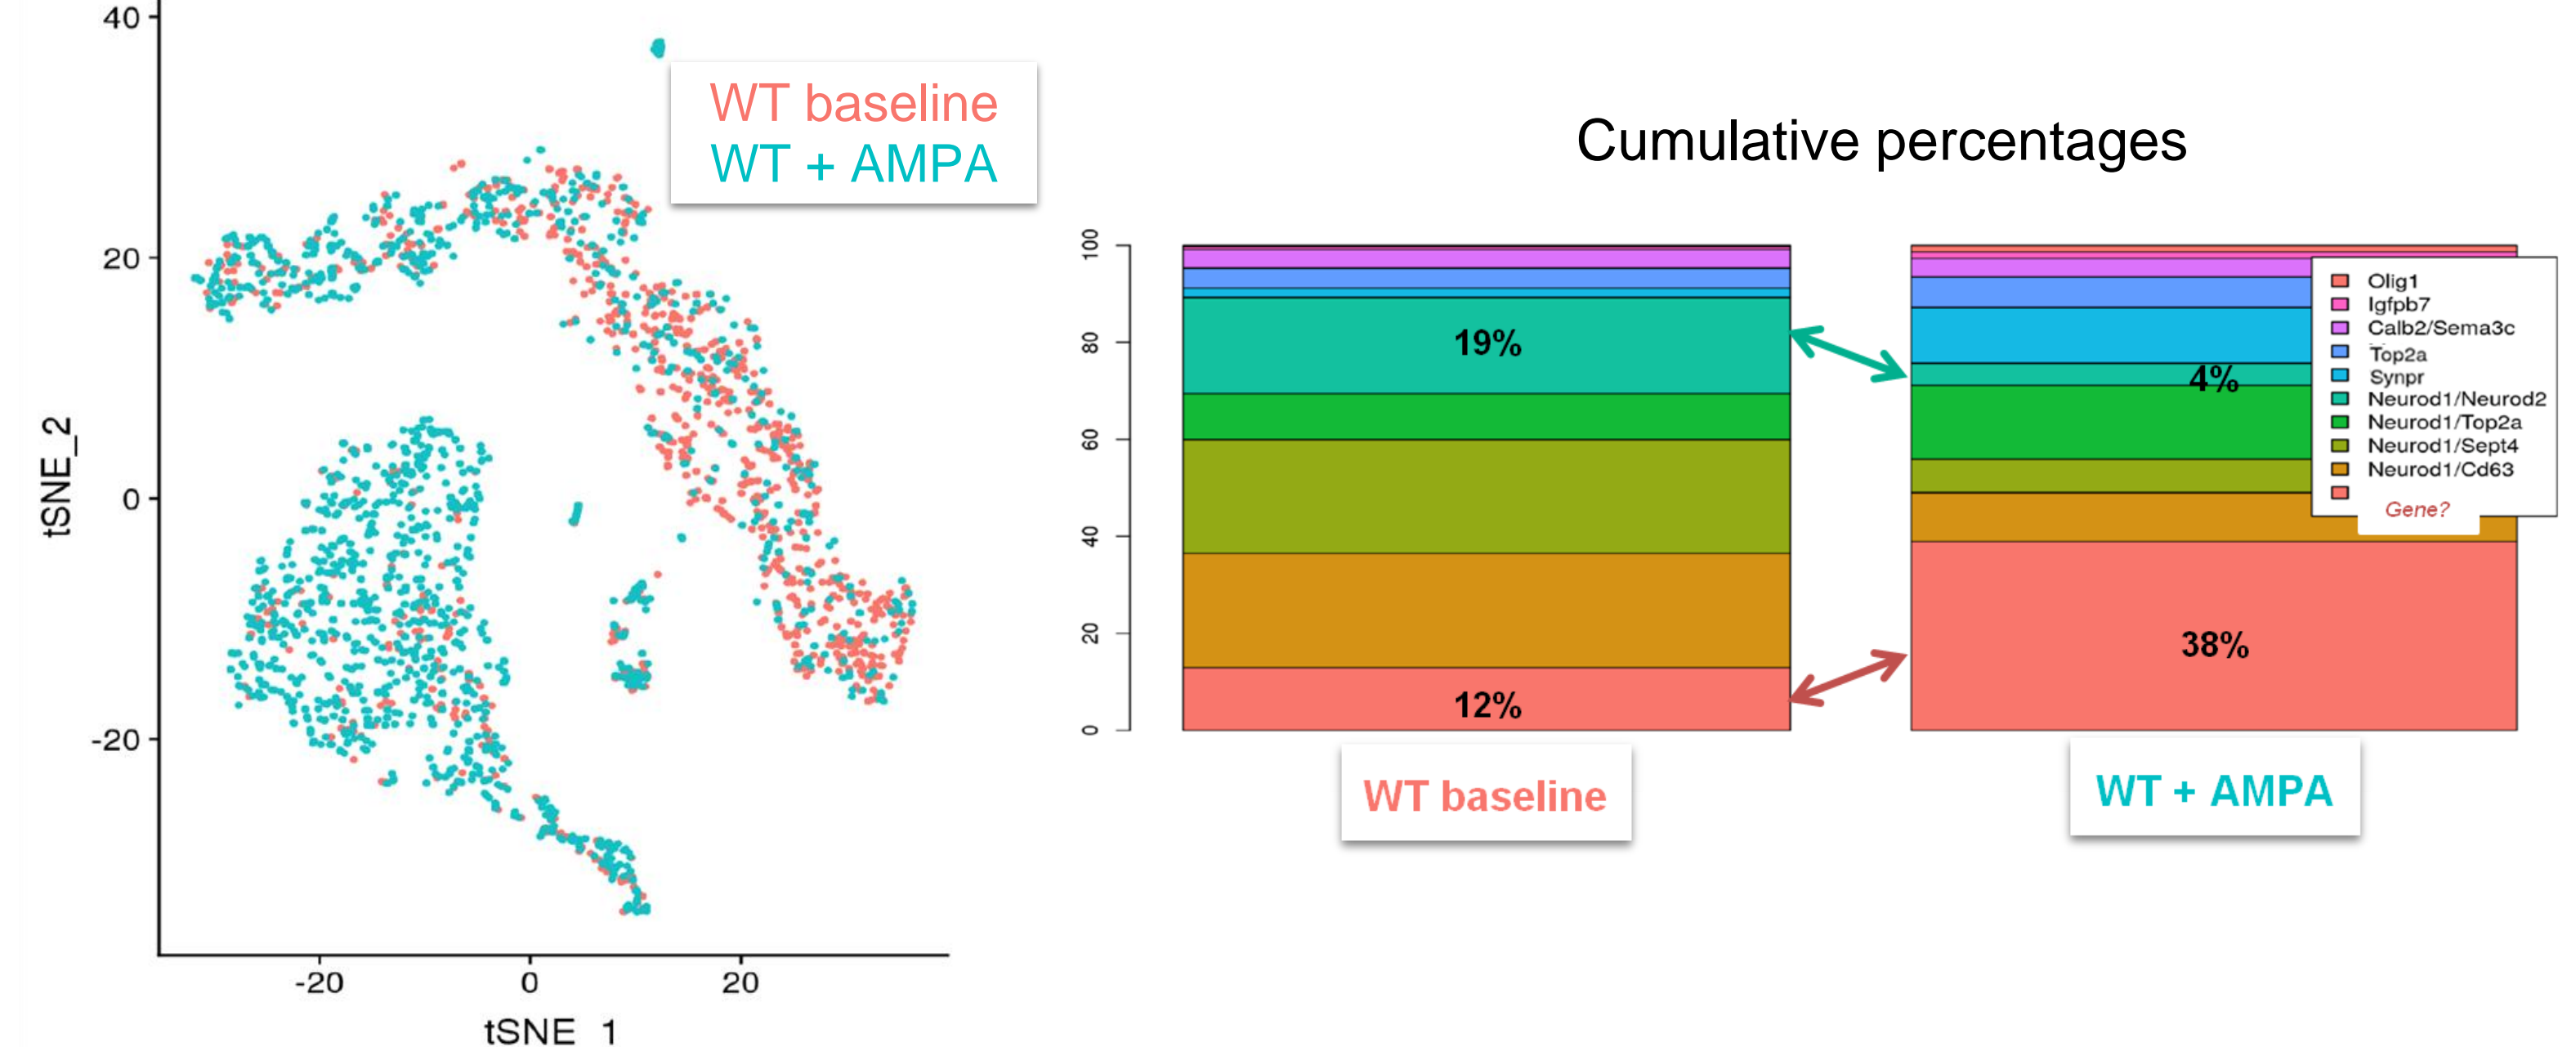 40
20
0
-20
tSNE_2
-20
0
20
tSNE 1
WT baseline
WT + AMPA
Cumulative percentages
100
80
60
40
20
0
19%
12%
4%
38%
Olig1
Igfpb7
Calb2/Sema3c
Top2a
Synpr
Neurod1/Neurod2
Neurod1/Top2a
Neurod1/Sept4
Neurod1/Cd63
Gene?
WT baseline
WT + AMPA